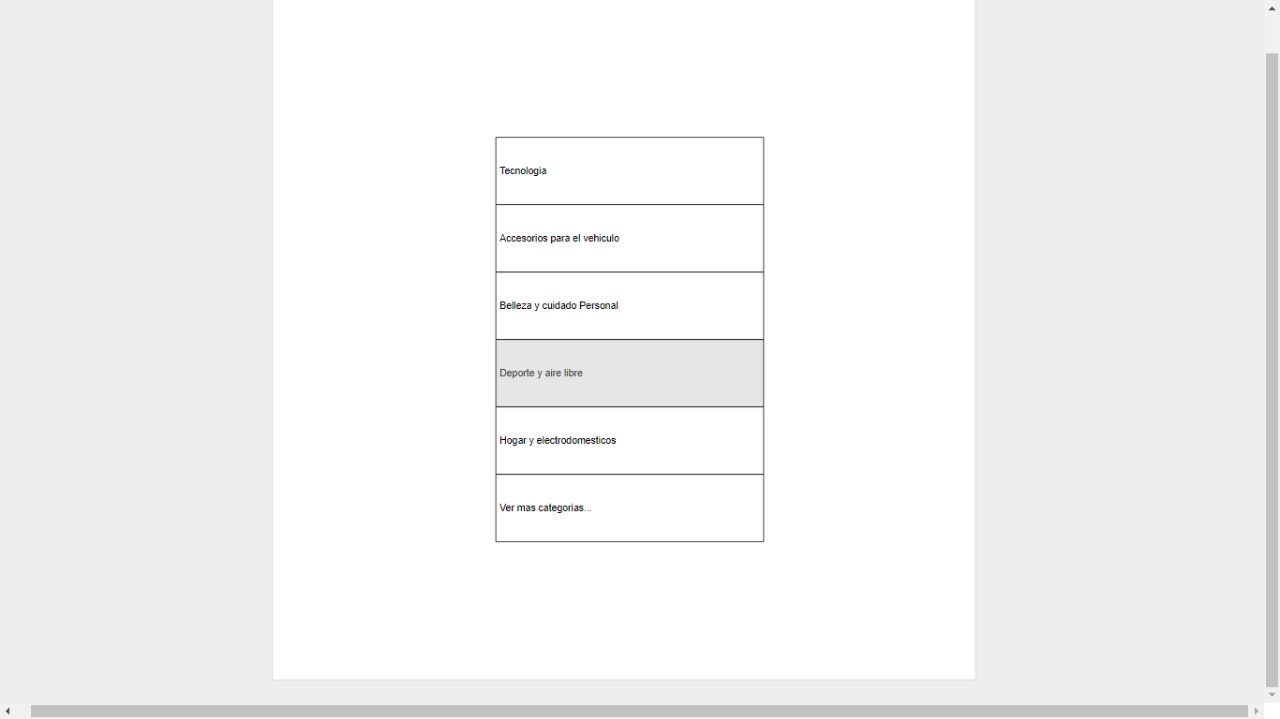 Tecnologia
Accesorios para el vehiculo
Belleza y cuidado Personal
Deporte y aire libre
Hogar y electrodomesticos
Ver mas categorias...